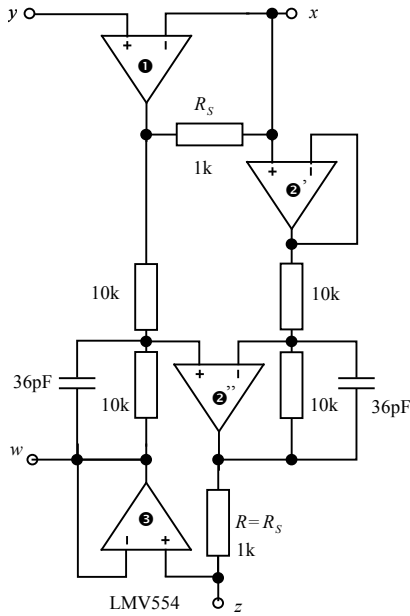 y
x
+
−
❶
R_S
1k
+
−
❷'
10k
10k
36pF
+
−
❷''
10k
10k
36pF
w
❸
−
+
R= R_S
1k
LMV554
z